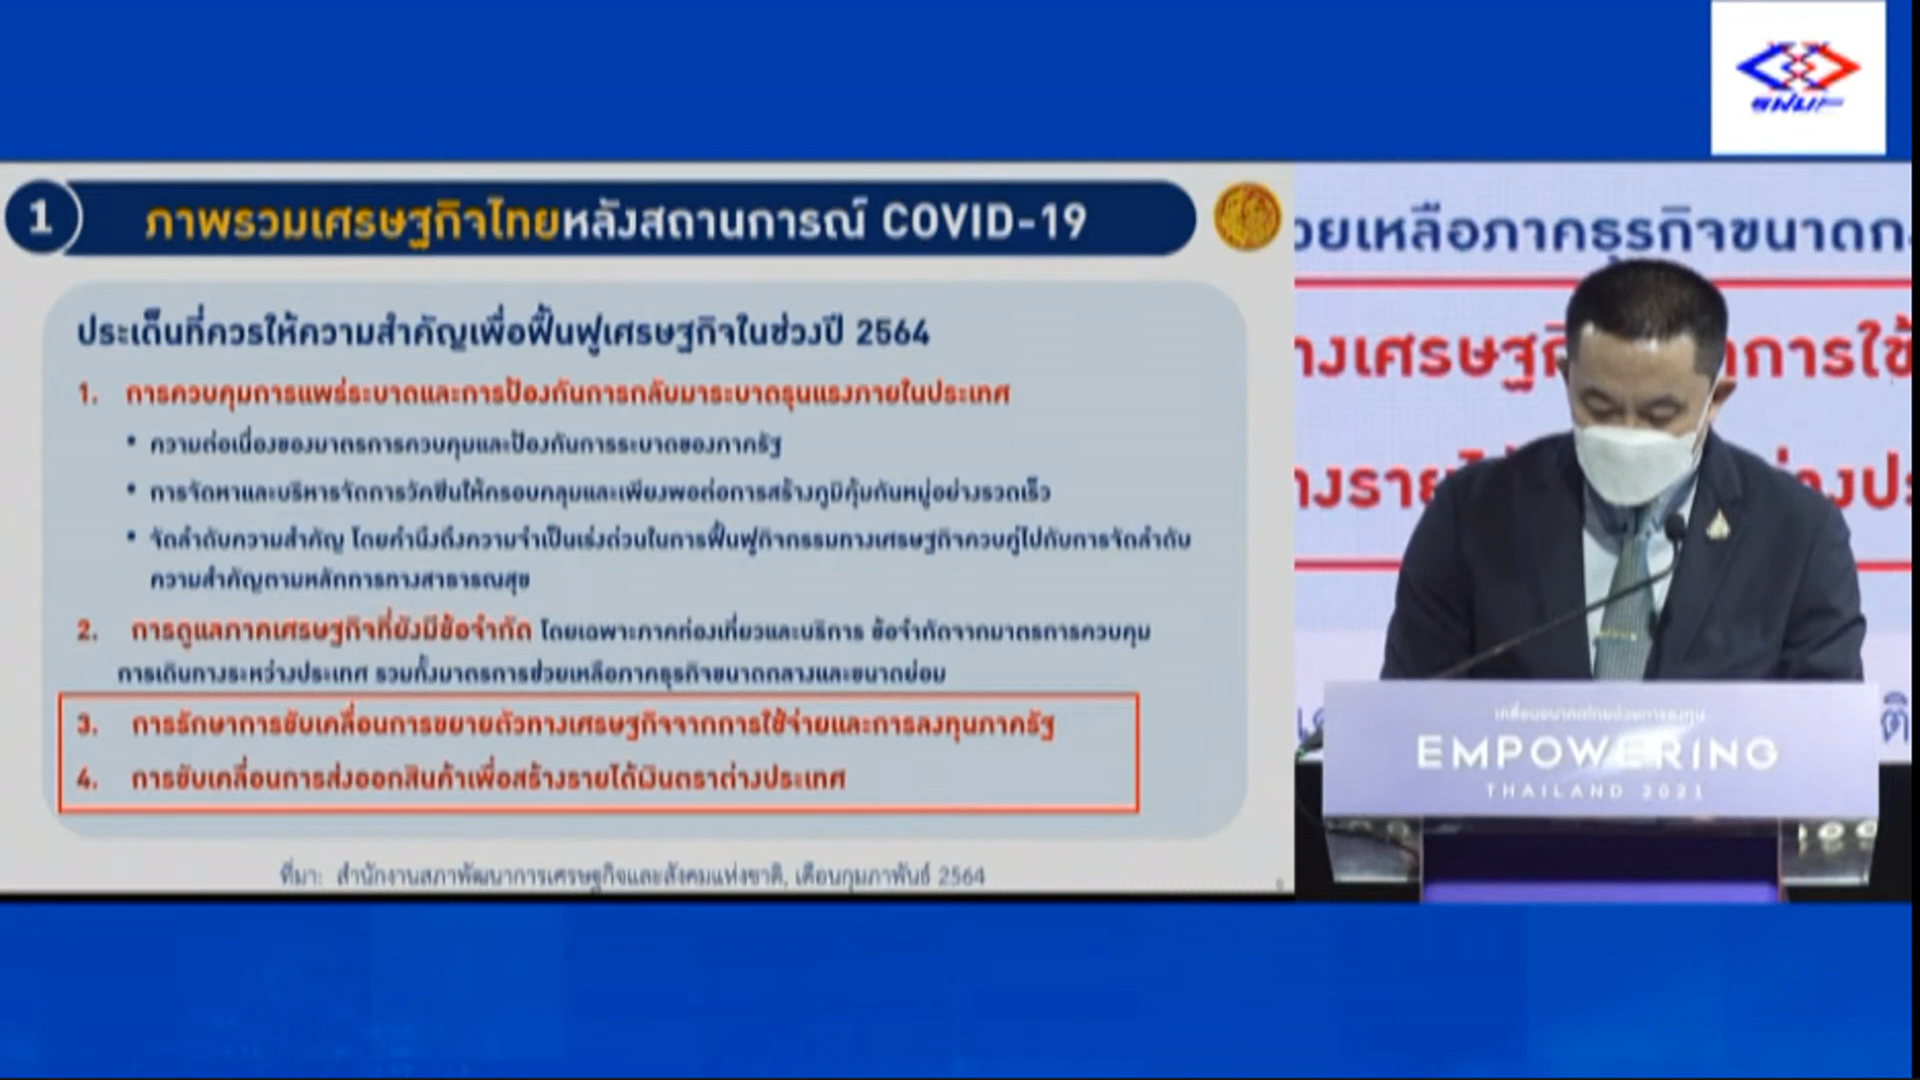 รฟมท
1
ภาพรวมเศรษฐกิจไทยหลังสถานการณ์ COVID-19
ประเด็นที่ควรให้ความสำคัญเพื่อฟื้นฟูเศรษฐกิจในช่วงปี 2564
1. การควบคุมการแพร่ระบาดและการป้องกันการกลับมาระบาดรุนแรงภายในประเทศ
• ความต่อเนื่องของมาตรการควบคุมและป้องกันการระบาดของภาครัฐ
• การจัดหาและบริหารจัดการวัคซีนให้ครอบคลุมและเพียงพอต่อการสร้างภูมิคุ้มกันหมู่อย่างรวดเร็ว
• จัดลำดับความสำคัญ โดยคำนึงถึงความจำเป็นเร่งด่วนในการฟื้นฟูกิจกรรมทางเศรษฐกิจควบคู่ไปกับการจัดลำดับ
ความสำคัญตามหลักการทางสาธารณสุข
2. การดูแลภาคเศรษฐกิจที่ยังมีข้อจำกัด โดยเฉพาะภาคท่องเที่ยวและบริการ ข้อจำกัดจากมาตรการควบคุม
การเดินทางระหว่างประเทศ รวมทั้งมาตรการช่วยเหลือภาคธุรกิจขนาดกลางและขนาดย่อม
3. การรักษาการขับเคลื่อนการขยายตัวทางเศรษฐกิจจากการใช้จ่ายและการลงทุนภาครัฐ
4. การขับเคลื่อนการส่งออกสินค้าเพื่อสร้างรายได้เงินตราต่างประเทศ
ที่มา: สำนักงานสภาพัฒนาการเศรษฐกิจและสังคมแห่งชาติ, เดือนกุมภาพันธ์ 2564
วยเหลือภาคธุรกิจขนาดก
างเศรษฐกิ การใช้
างราย างปร
เคลื่อนอนาคตไทยด้วยการลงทุน
EMPOWERING
THAILAND 2021